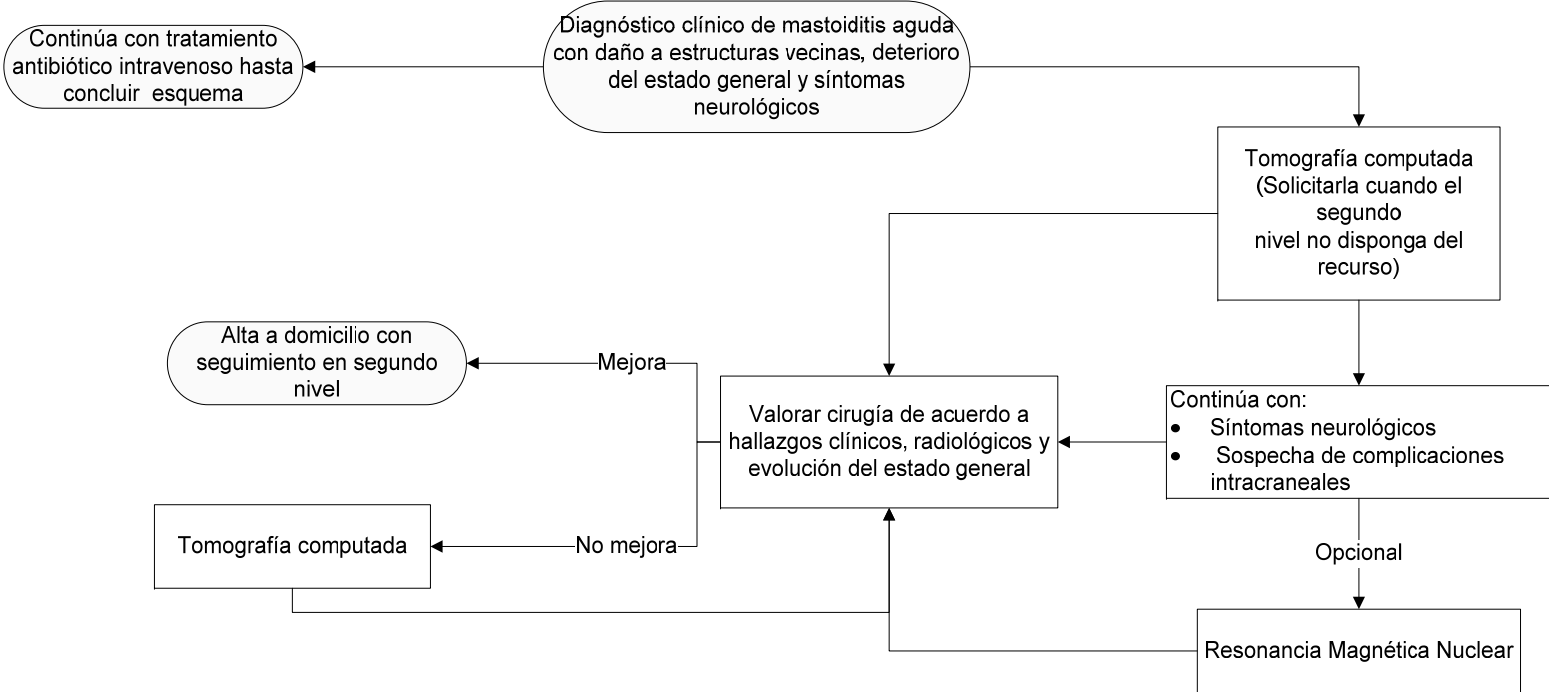 Continúa con tratamiento
antibiótico intravenoso hasta
concluir esquema
Diagnóstico clínico de mastoiditis aguda
con daño a estructuras vecinas, deterioro
del estado general y síntomas
neurológicos
Tomografía computada
(Solicitarla cuando el
segundo
nivel no disponga del
recurso)
Alta a domicilio con
seguimiento en segundo
nivel
Mejora
Valorar cirugía de acuerdo a
hallazgos clínicos, radiológicos y
evolución del estado general
Continúa con:
• Síntomas neurológicos
• Sospecha de complicaciones
intracraneales
Tomografía computada
No mejora
Opcional
Resonancia Magnética Nuclear